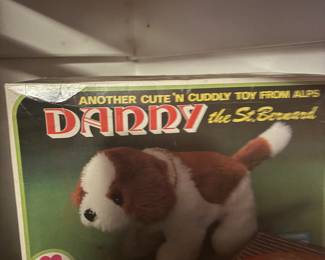 ANOTHER CUTE 'N CUDDLY TOY FROM ALPS
DANNY the St. Bernard